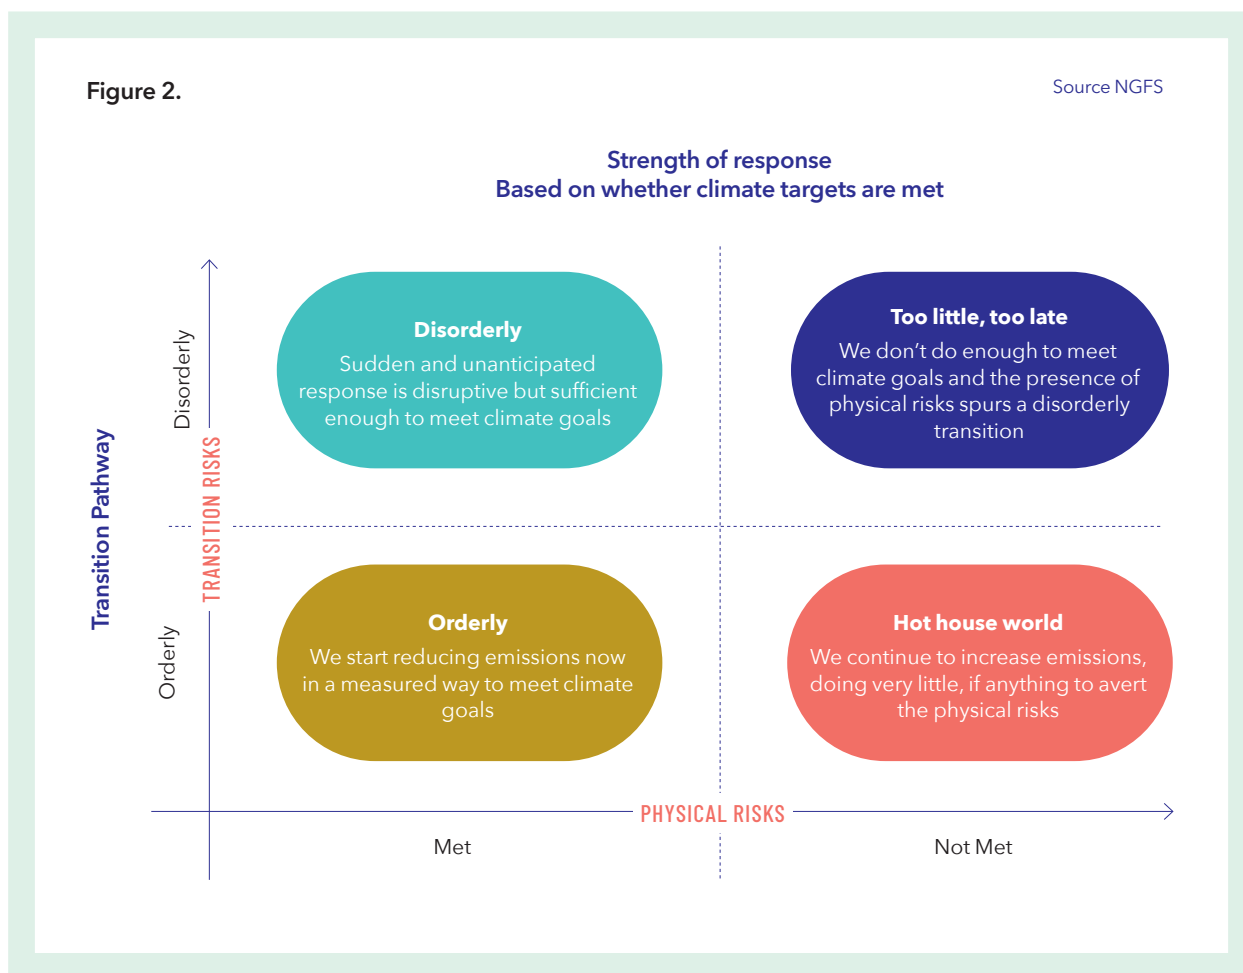 Figure 2.
Source NGFS
Strength of response
Based on whether climate targets are met
Transition Pathway
Disorderly
Orderly
TRANSITION RISKS
Disorderly
Sudden and unanticipated
response is disruptive but sufficient
enough to meet climate goals
Too little, too late
We don’t do enough to meet
climate goals and the presence of
physical risks spurs a disorderly
transition
Orderly
We start reducing emissions now
in a measured way to meet climate
goals
Hot house world
We continue to increase emissions,
doing very little, if anything to avert
the physical risks
PHYSICAL RISKS
Met
Not Met